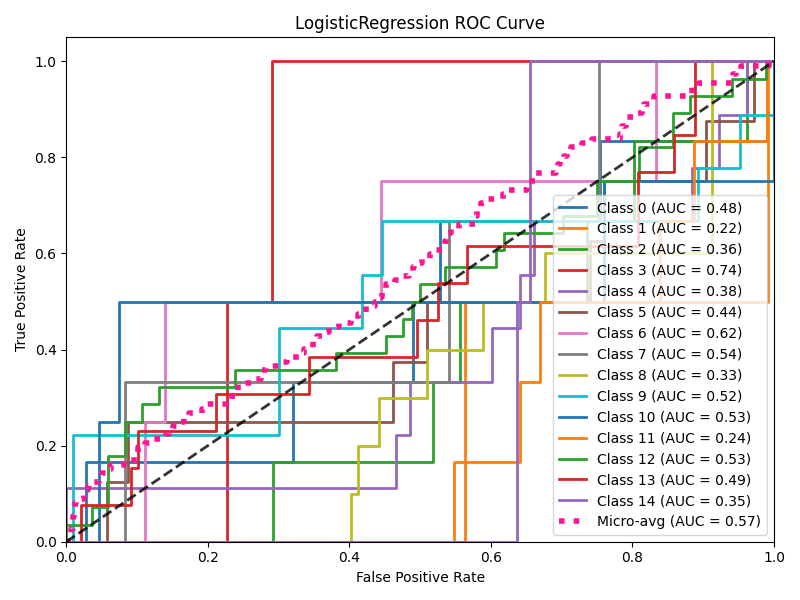 LogisticRegression ROC Curve
True Positive Rate
1.0
0.8
0.6
0.4
0.2
0.0
Class 0 (AUC = 0.48)
Class 1 (AUC = 0.22)
Class 2 (AUC = 0.36)
Class 3 (AUC = 0.74)
Class 4 (AUC = 0.38)
Class 5 (AUC = 0.44)
Class 6 (AUC = 0.62)
Class 7 (AUC = 0.54)
Class 8 (AUC = 0.33)
Class 9 (AUC = 0.52)
Class 10 (AUC = 0.53)
Class 11 (AUC = 0.24)
Class 12 (AUC = 0.53)
Class 13 (AUC = 0.49)
Class 14 (AUC = 0.35)
Micro-avg (AUC = 0.57)
0.0 0.2 0.4 0.6 0.8 1.0
False Positive Rate